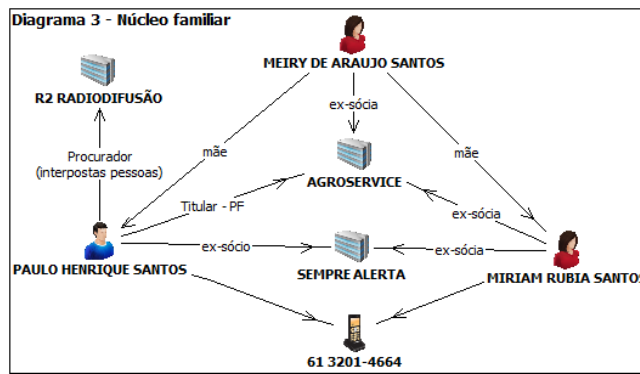 Diagrama 3 - Núcleo familiar
MEIRY DE ARAUJO SANTOS
R2 RADIODIFUSÃO
ex-sócia
Procurador
(interpostas pessoas)
mãe
mãe
AGROSERVICE
Titular - PF
ex-sócia
ex-sócio
ex-sócia
PAULO HENRIQUE SANTOS
SEMPRE ALERTA
MIRIAM RUBIA SANTOS
61 3201-4664